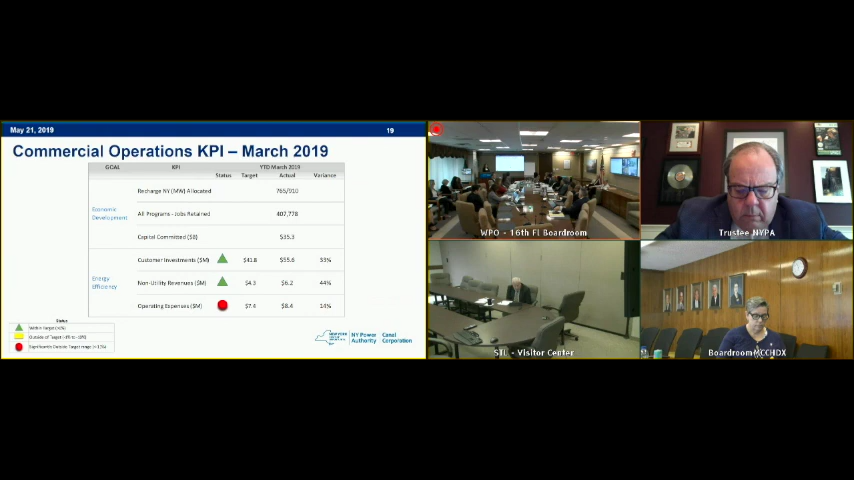 May 21, 2019
19
Commercial Operations KPI – March 2019
GOAL KPI YTD March 2019
Status Target Actual Variance
Recharge NY (MW) Allocated 765/910
Economic Development
All Programs - Jobs Retained 407,778
Capital Committed ($B) $35.3
Energy Efficiency
Customer Investments ($M) $41.8 $55.6 33%
Non-Utility Revenues ($M) $4.3 $6.2 44%
Operating Expenses ($M) $7.4 $8.4 14%
Status
NY Power Authority
Canal Corporation
WPO - 16th Fl Boardroom
Trustee NYPA
STL - Visitor Center
BoardroomMCCHDX